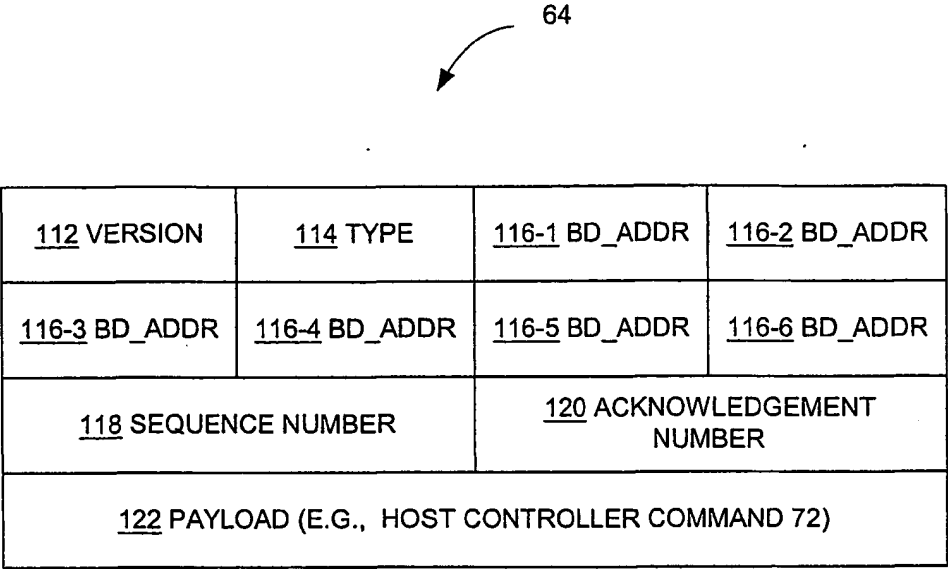 64
112 VERSION
114 TYPE
116-1 BD_ADDR
116-2 BD_ADDR
116-3 BD_ADDR
116-4 BD_ADDR
116-5 BD_ADDR
116-6 BD_ADDR
118 SEQUENCE NUMBER
120 ACKNOWLEDGEMENT
NUMBER
122 PAYLOAD (E.G., HOST CONTROLLER COMMAND 72)